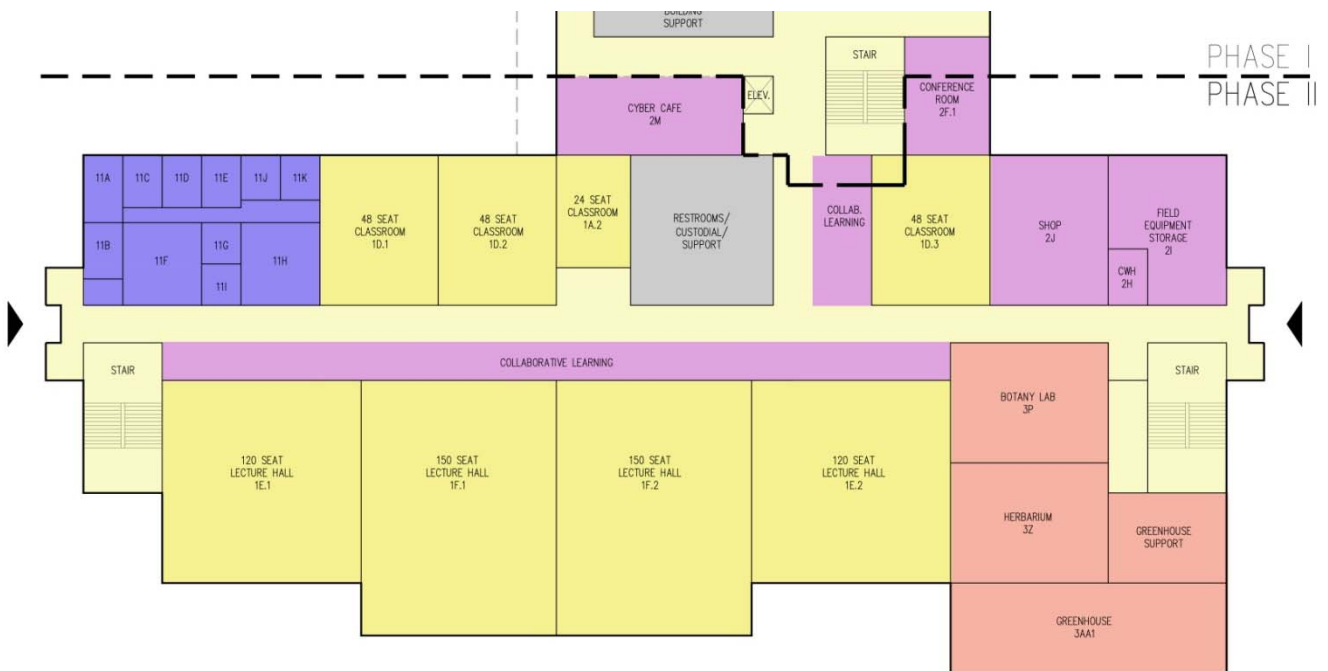 BUILDING
SUPPORT
STAIR
PHASE I
PHASE II
CYBER CAFE
2M
ELEV.
CONFERENCE
ROOM
2F.1
11A
11C
11D
11E
11J
11K
11B
11F
11G
11I
11H
48 SEAT
CLASSROOM
1D.1
48 SEAT
CLASSROOM
1D.2
24 SEAT
CLASSROOM
1A.2
RESTROOMS/
CUSTODIAL/
SUPPORT
COLLAB.
LEARNING
48 SEAT
CLASSROOM
1D.3
SHOP
2J
FIELD
EQUIPMENT
STORAGE
2I
CWH
2H
STAIR
COLLABORATIVE LEARNING
BOTANY LAB
3P
STAIR
120 SEAT
LECTURE HALL
1E.1
150 SEAT
LECTURE HALL
1F.1
150 SEAT
LECTURE HALL
1F.2
120 SEAT
LECTURE HALL
1E.2
HERBARIUM
3Z
GREENHOUSE
SUPPORT
GREENHOUSE
3AA1